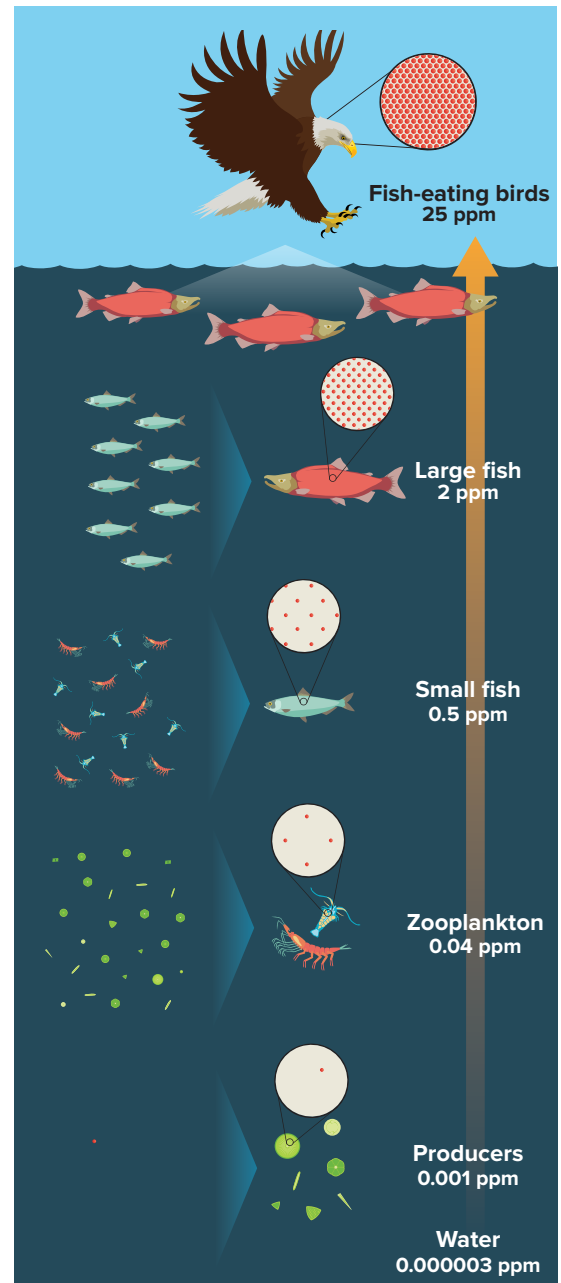 Fish-eating birds
25 ppm
Large fish
2 ppm
Small fish
0.5 ppm
Zooplankton
0.04 ppm
Producers
0.001 ppm
Water
0.000003 ppm